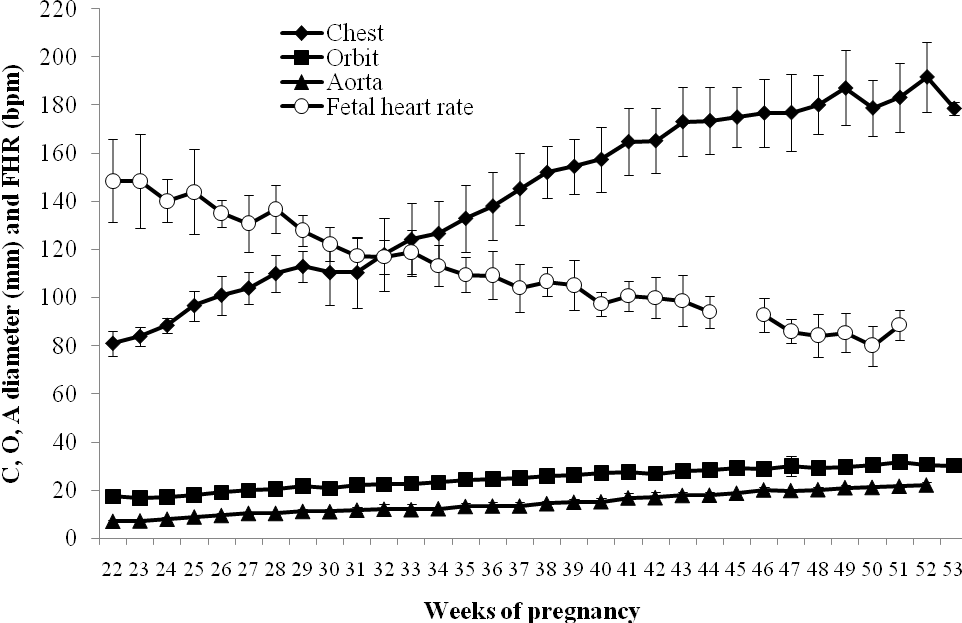 C, O, A diameter (mm) and FHR (bpm)
220
200
180
160
140
120
100
80
60
40
20
0
Chest
Orbit
Aorta
Fetal heart rate
22 23 24 25 26 27 28 29 30 31 32 33 34 35 36 37 38 39 40 41 42 43 44 45 46 47 48 49 50 51 52 53
Weeks of pregnancy